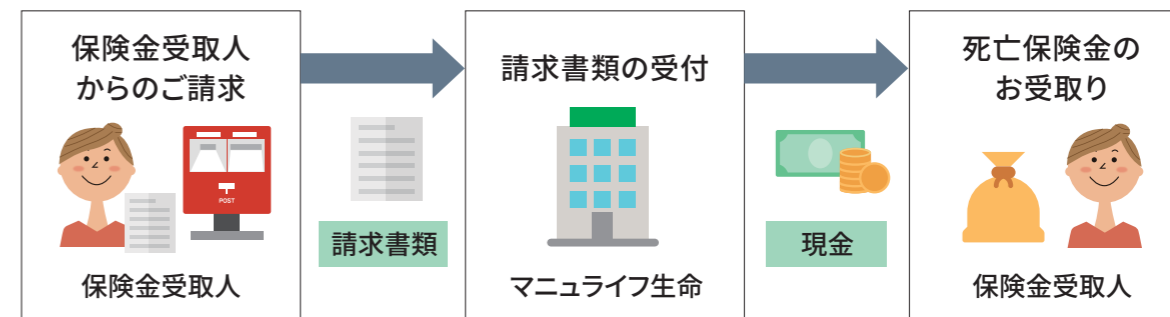 保険金受取人
からのご請求
POST
保険金受取人
請求書類
請求書類の受付
マニュライフ生命
現金
死亡保険金の
お受取り
保険金受取人